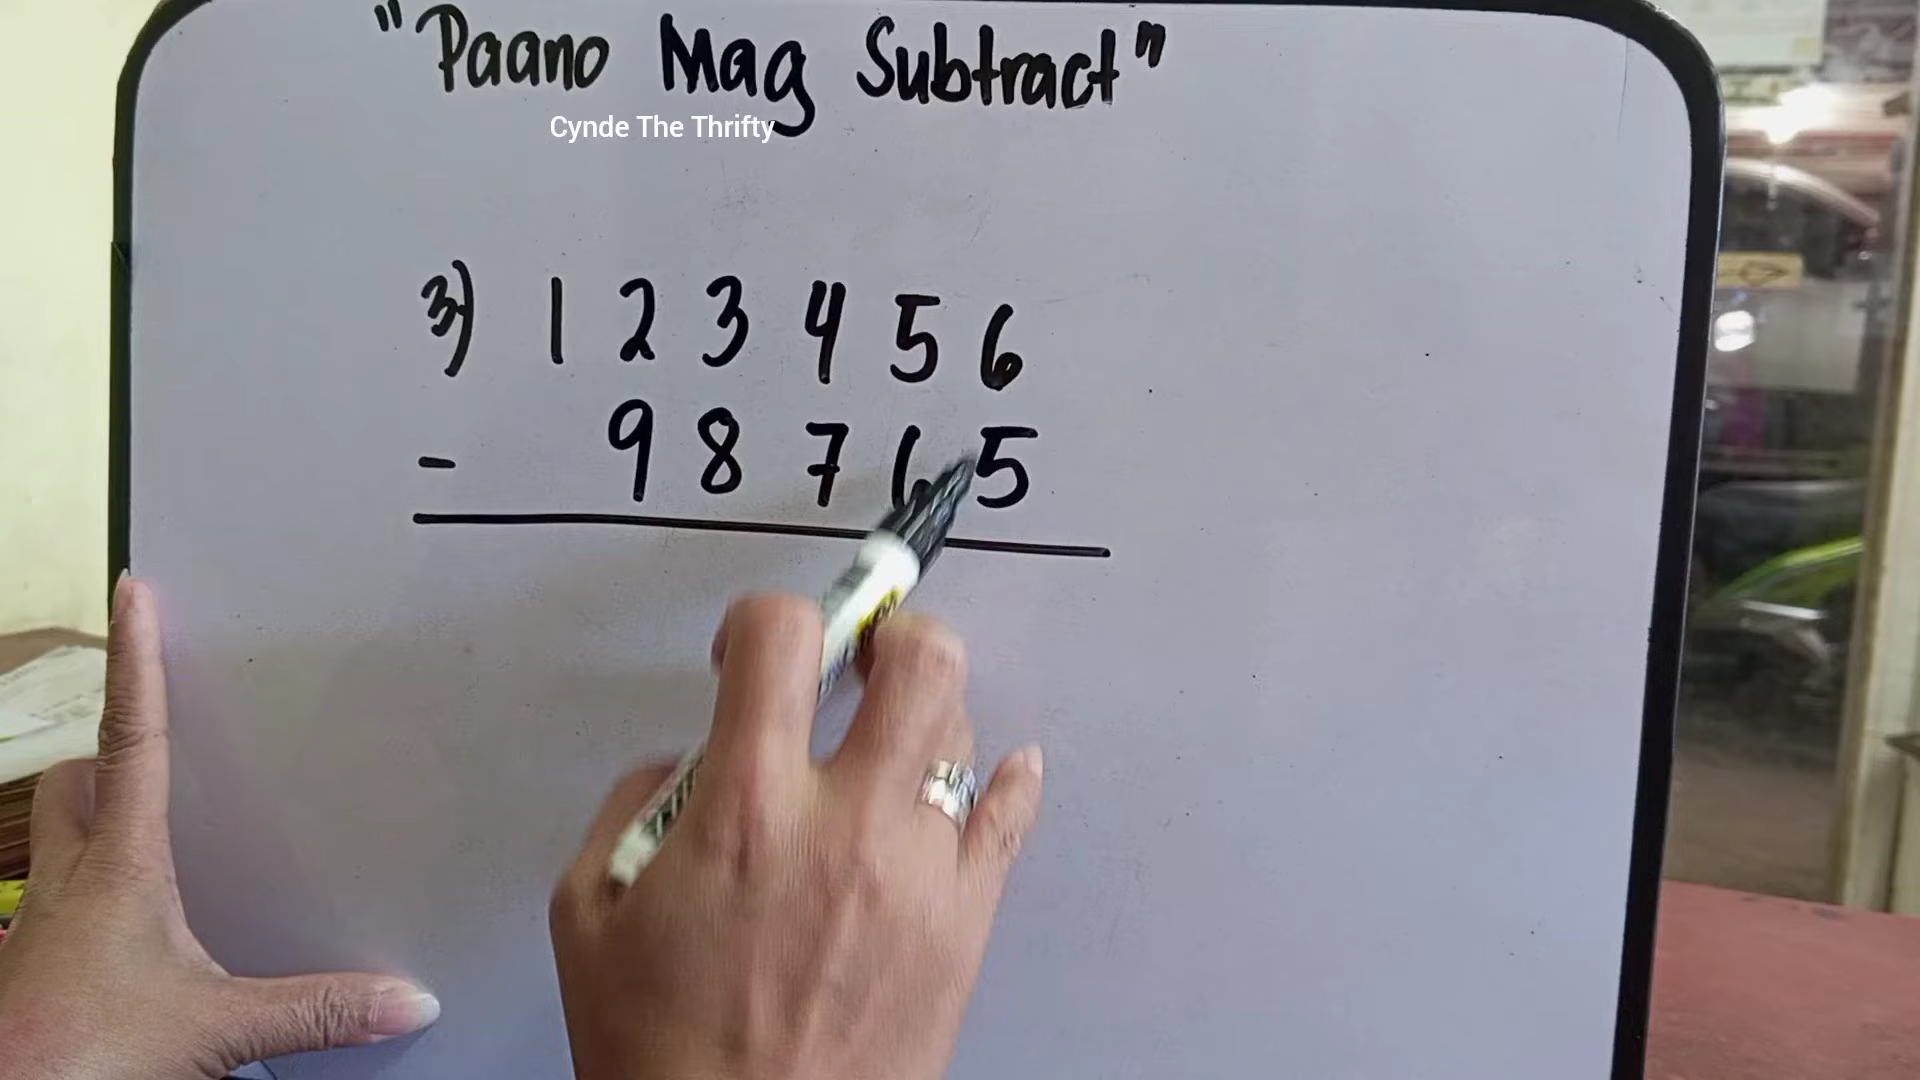 "Paano Mag Subtract"
Cynde The Thrifty
3) 1 2 3 4 5 6
- 9 8 7 6 5